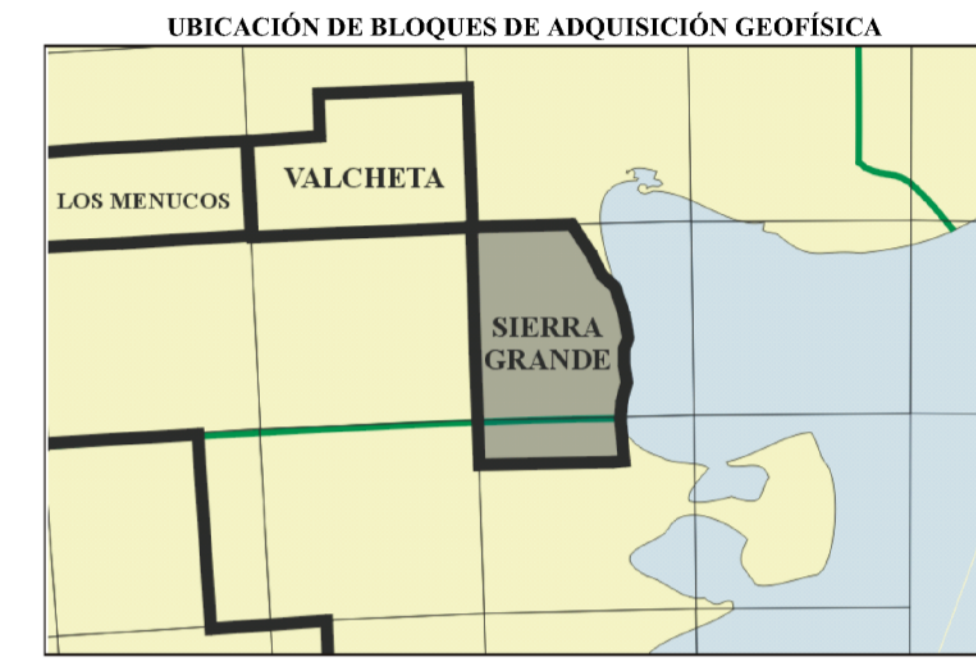 UBICACIÓN DE BLOQUES DE ADQUISICIÓN GEOFÍSICA
VALCHETA
LOS MENUCOS
SIERRA
GRANDE